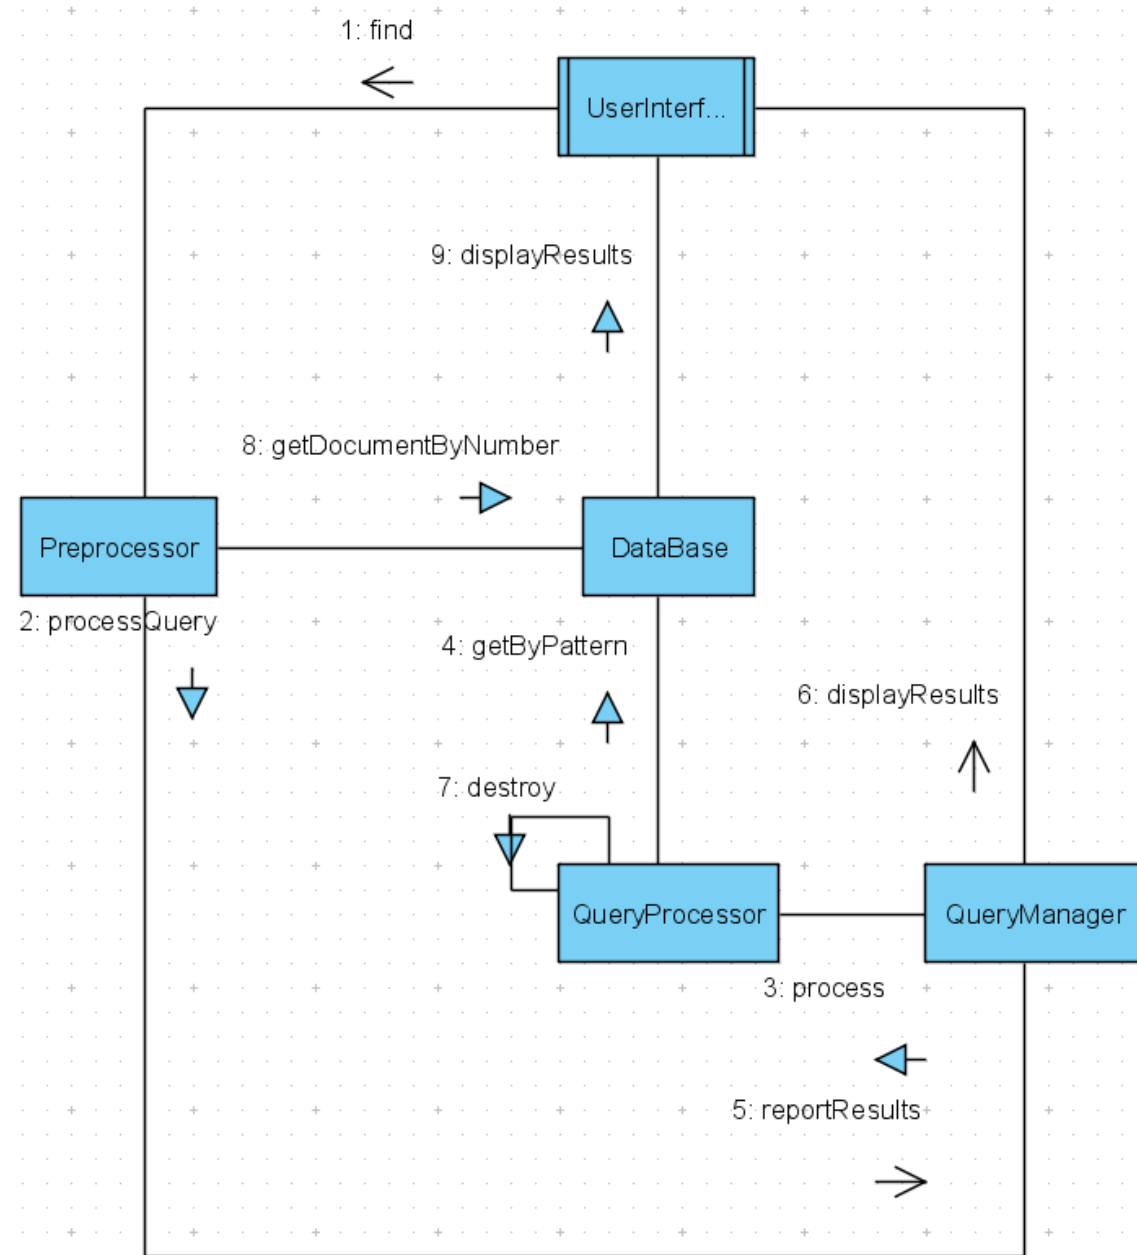 1: find
UserInterf...
9: displayResults
8: getDocumentByNumber
Preprocessor
DataBase
2: processQuery
4: getByPattern
6: displayResults
7: destroy
QueryProcessor
QueryManager
3: process
5: reportResults